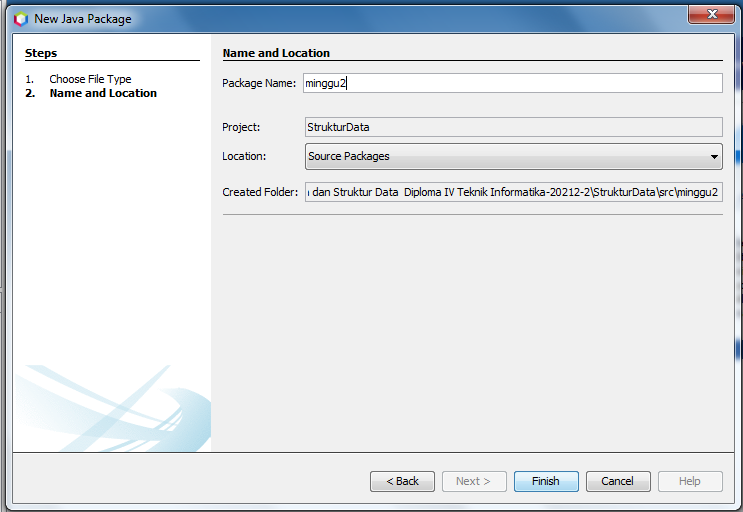 New Java Package
Steps
1. Choose File Type
2. Name and Location
Name and Location
Package Name: minggu2
Project: StrukturData
Location: Source Packages
Created Folder: dan Struktur Data  Diploma IV Teknik Informatika-20212-2\StrukturData\src\minggu2
< Back
Next >
Finish
Cancel
Help